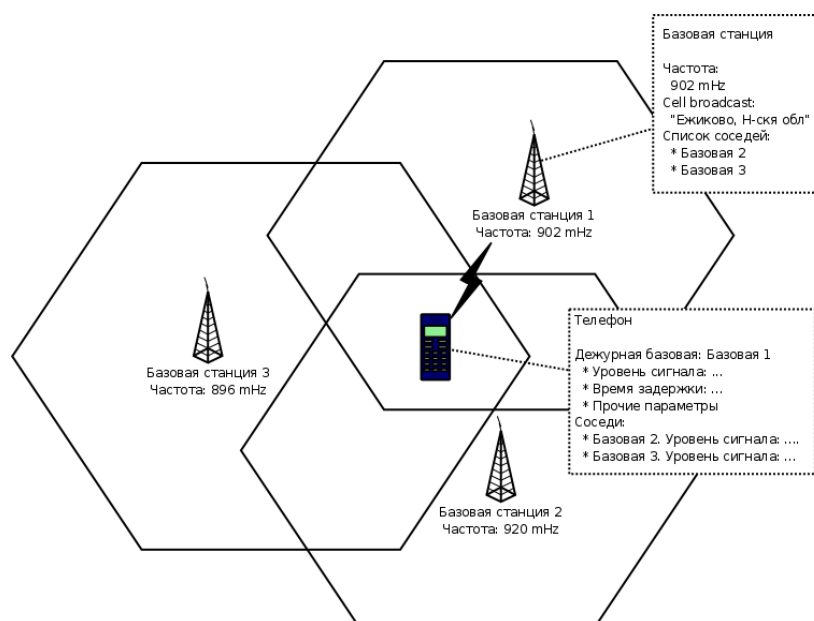 Базовая станция
Частота:
902 mHz
Cell broadcast:
"Ежиково, Н-скя обл"
Список соседей:
* Базовая 2
* Базовая 3
Базовая станция 1
Частота: 902 mHz
Базовая станция 3
Частота: 896 mHz
Телефон
Дежурная базовая: Базовая 1
* Уровень сигнала: ...
* Время задержки: ...
* Прочие параметры
Соседи:
* Базовая 2. Уровень сигнала: ....
* Базовая 3. Уровень сигнала: ...
Базовая станция 2
Частота: 920 mHz